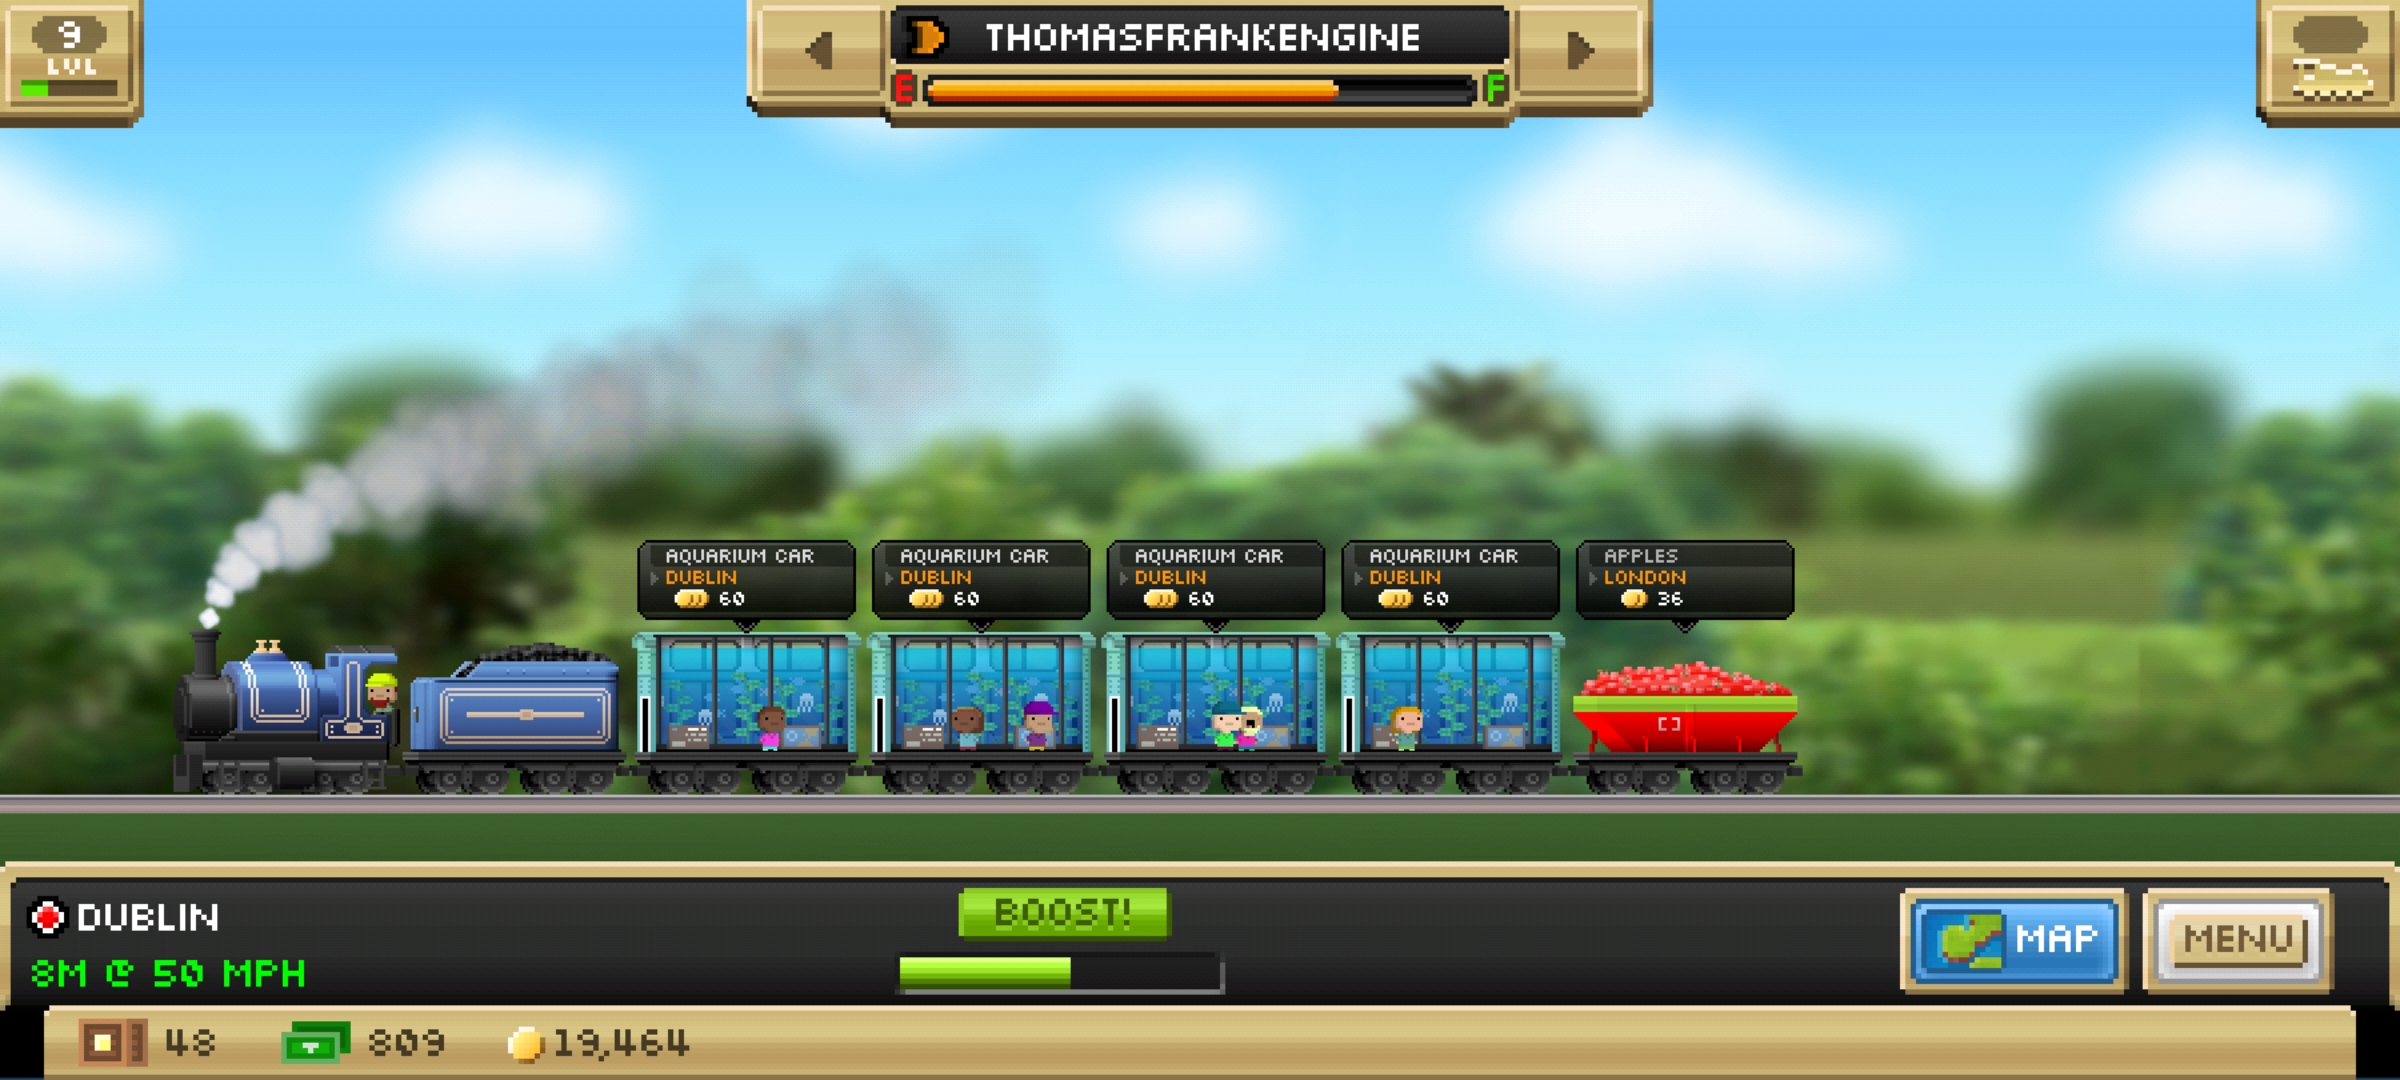 9
LVL
THOMASFRANKENGINE
E F
AQUARIUM CAR
DUBLIN
60
AQUARIUM CAR
DUBLIN
60
AQUARIUM CAR
DUBLIN
60
AQUARIUM CAR
DUBLIN
60
APPLES
LONDON
36
DUBLIN
8M @ 50 MPH
BOOST!
MAP
MENU
48
809
19,464